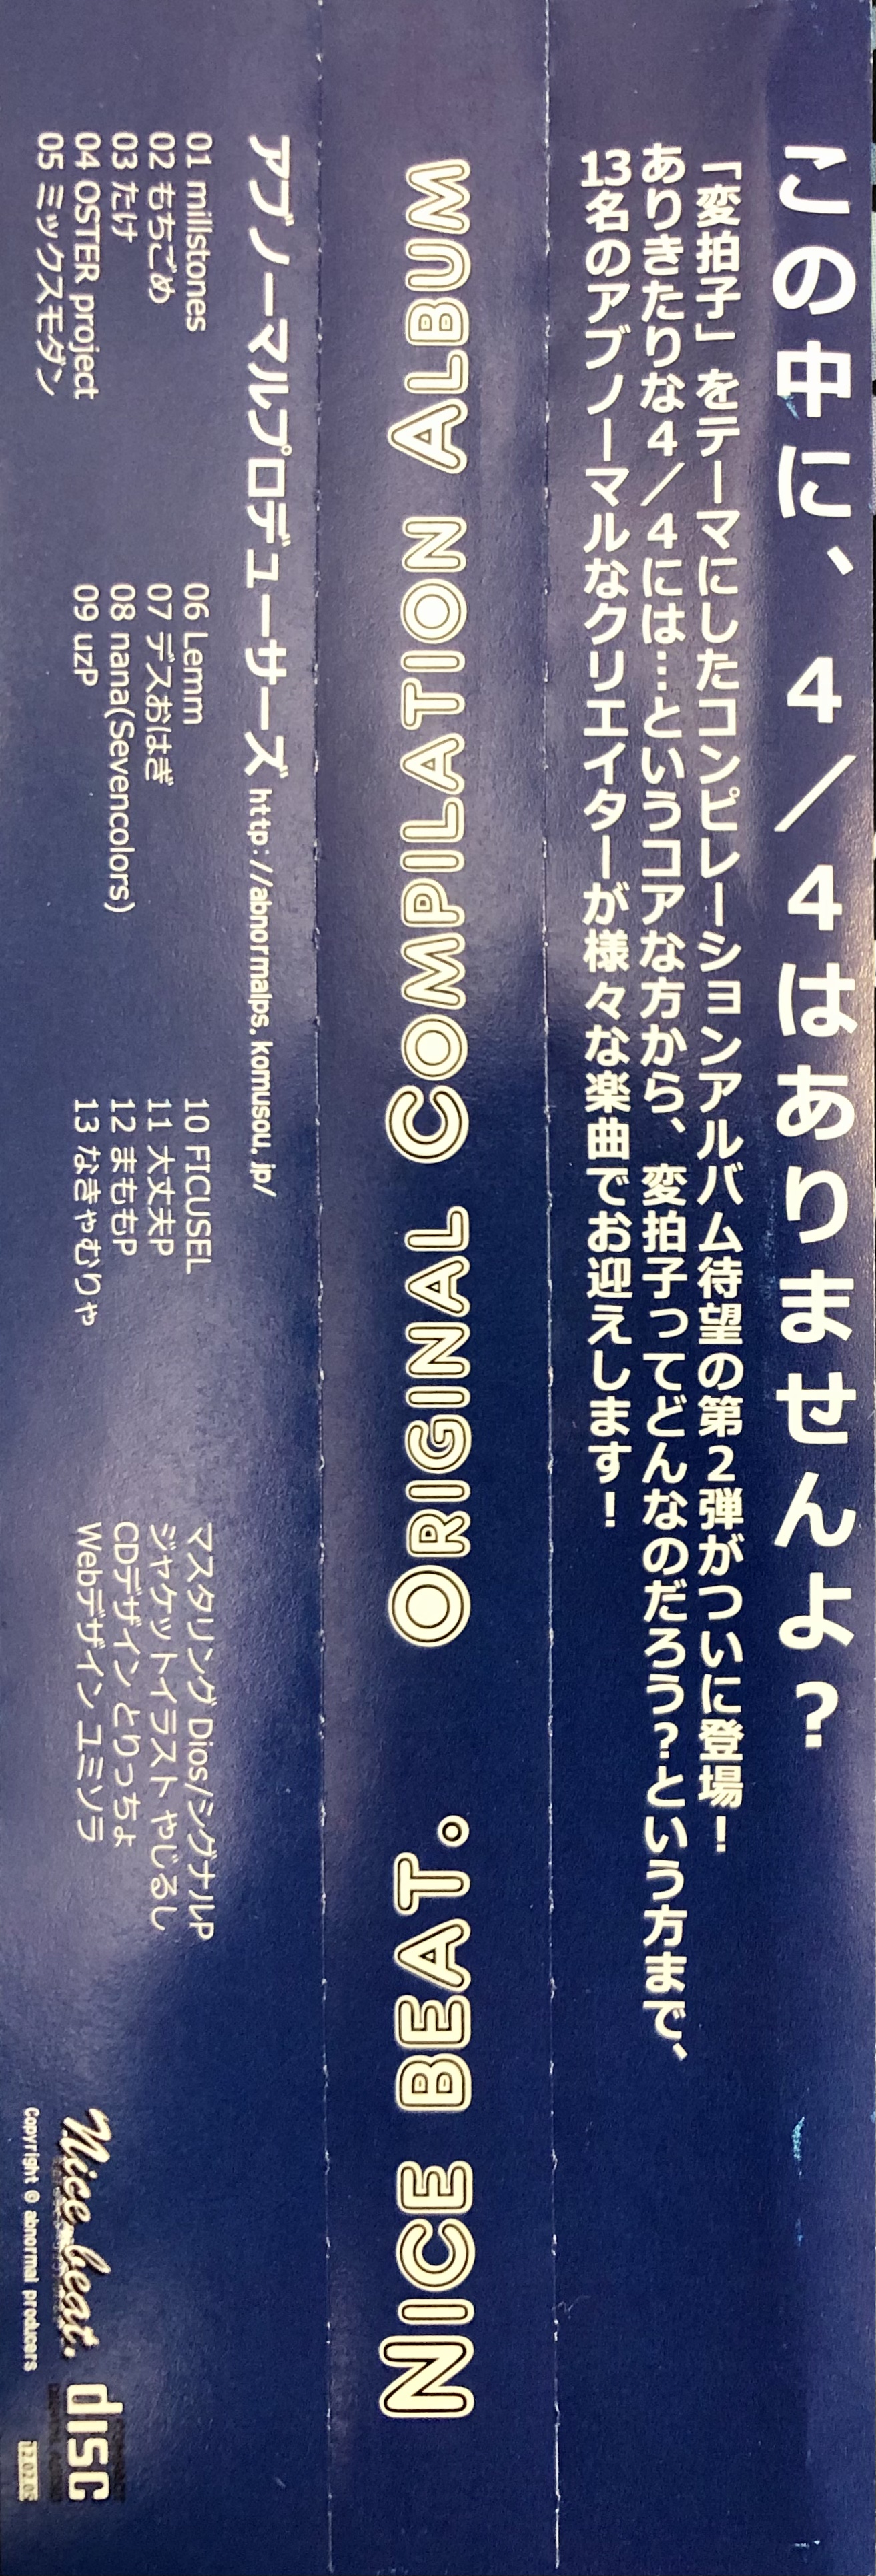 この中に、4／4はありませんよ？
「変拍子」をテーマにしたコンピレーションアルバム待望の第2弾がついに登場！
ありきたりな4／4には…というコアな方から、変拍子ってどんなのだろう？という方まで、
13名のアブノーマルなクリエイターが様々な楽曲でお迎えします！
NICE BEAT. ORIGINAL COMPILATION ALBUM
アブノーマルプロデューサーズ http://abnormalps.komusou.jp/
01 millstones
02 もちごめ
03 たけ
04 OSTER project
05 ミックスモダン
06 Lemm
07 デスおはぎ
08 nana(Sevencolors)
09 uzP
10 FICUSEL
11 大丈夫P
12 まももP
13 なきゃむりゃ
マスタリング Dios/シグナルP
ジャケットイラスト やじるし
CDデザイン とりっちょ
Webデザイン ユミソラ
Nice beat.
disc
Copyright © abnormal producers
12.02.05